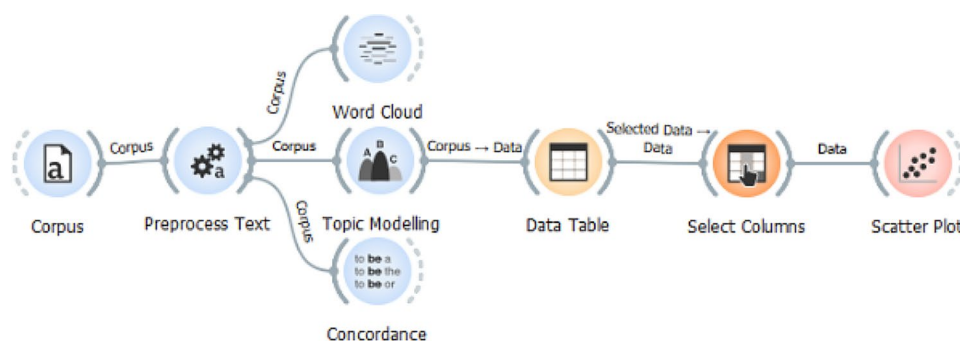 Corpus
Word Cloud
Corpus
Corpus
Corpus → Data
Selected Data →
Data
Data
a
a
A
B
C
Corpus
Preprocess Text
Topic Modelling
Data Table
Select Columns
Scatter Plot
Corpus
to be a
to be the
to be or
Concordance